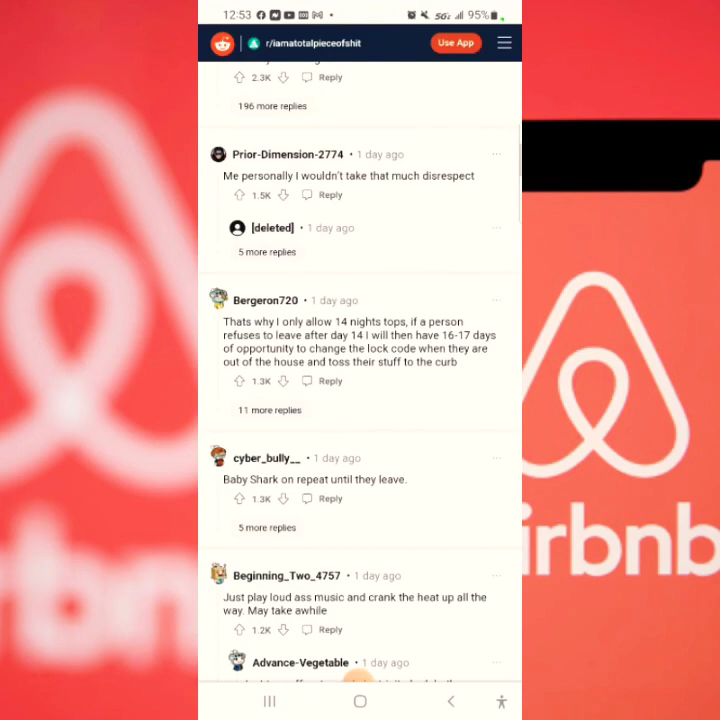 12:53
5G
95%
r/iamatotalpieceofshit
Use App
2.3K
Reply
196 more replies
Prior-Dimension-2774 • 1 day ago
Me personally I wouldn't take that much disrespect
1.5K
Reply
[deleted] • 1 day ago
5 more replies
Bergeron720 • 1 day ago
Thats why I only allow 14 nights tops, if a person
refuses to leave after day 14 I will then have 16-17 days
of opportunity to change the lock code when they are
out of the house and toss their stuff to the curb
1.3K
Reply
11 more replies
cyber_bully__ • 1 day ago
Baby Shark on repeat until they leave.
1.3K
Reply
5 more replies
Beginning_Two_4757 • 1 day ago
Just play loud ass music and crank the heat up all the
way. May take awhile
1.2K
Reply
Advance-Vegetable • 1 day ago
rbn
irbnb